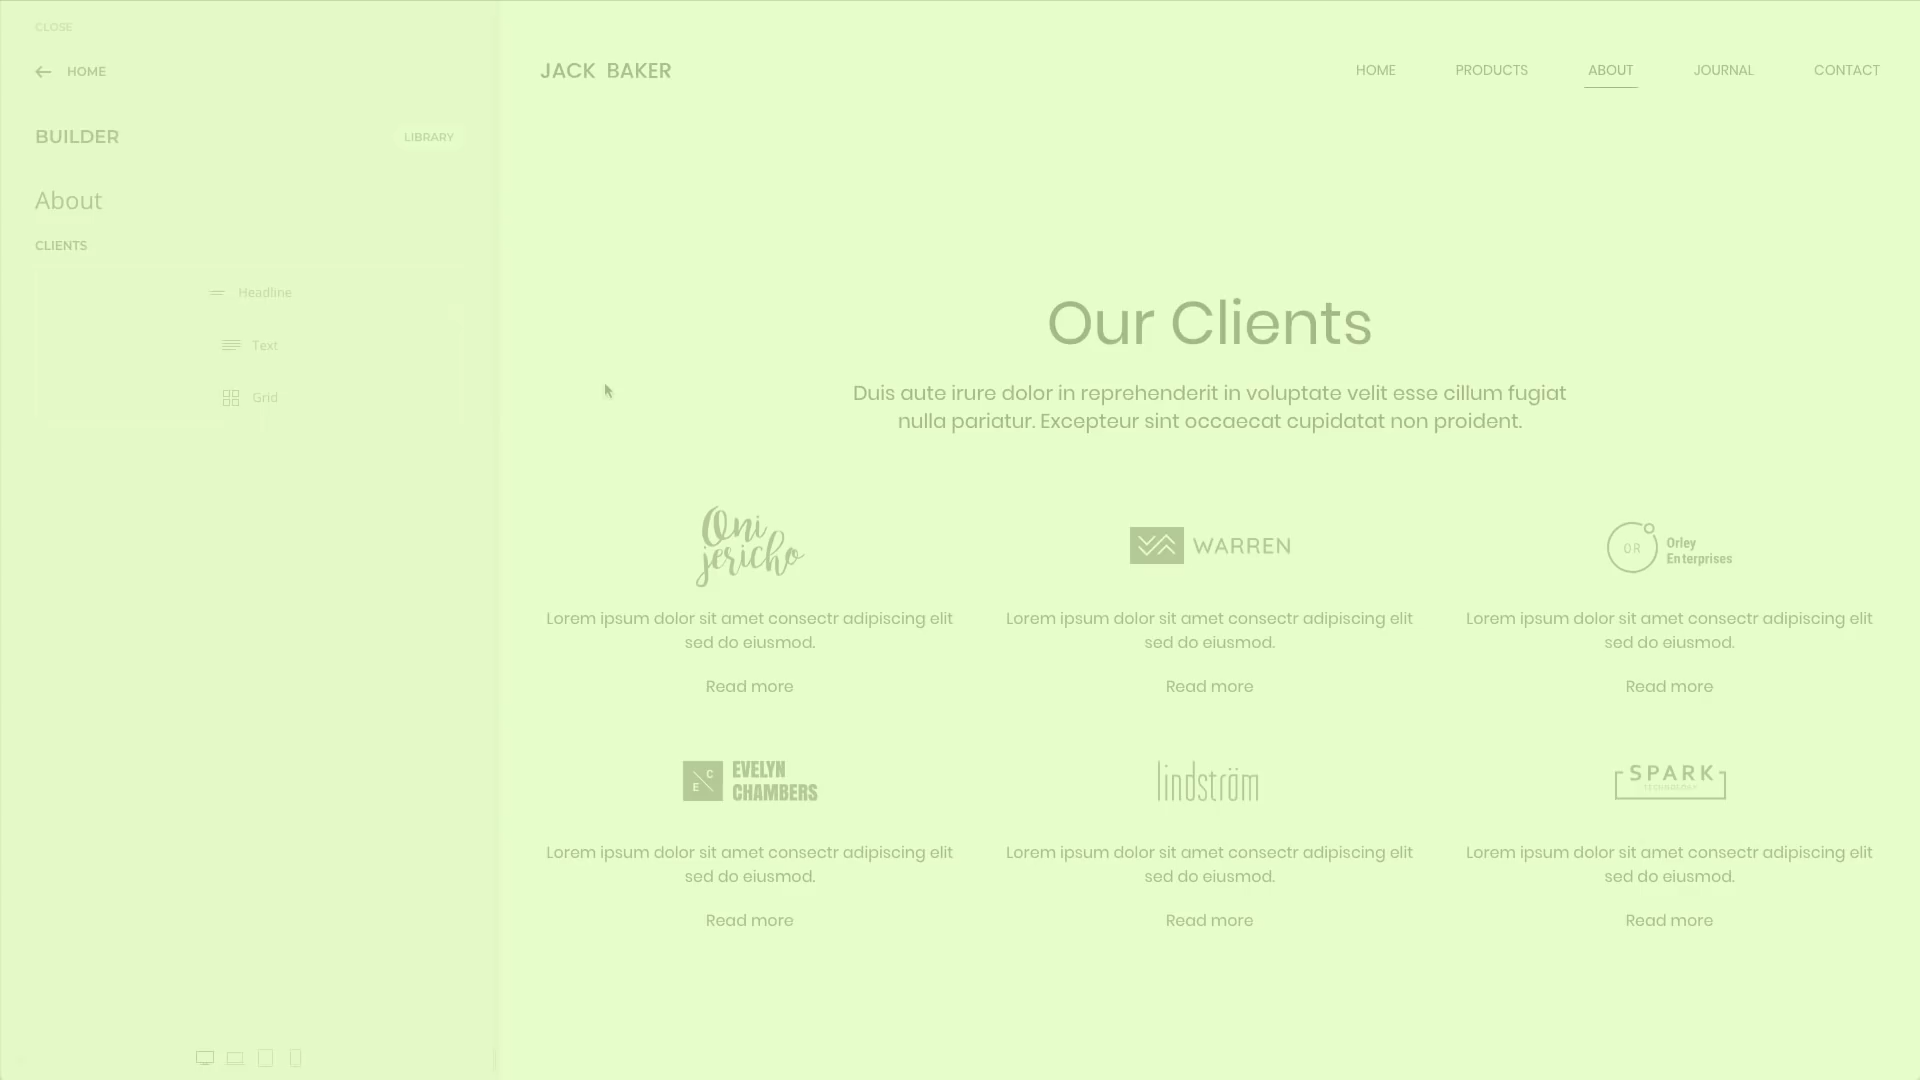 CLOSE
HOME
BUILDER
LIBRARY
About
CLIENTS
Headline
Text
Grid
JACK BAKER
HOME
PRODUCTS
ABOUT
JOURNAL
CONTACT
Our Clients
Duis aute irure dolor in reprehenderit in voluptate velit esse cillum fugiat
nulla pariatur. Excepteur sint occaecat cupidatat non proident.
Oni
jericho
WARREN
OR
Orley
Enterprises
Lorem ipsum dolor sit amet consectr adipiscing elit
sed do eiusmod.
Lorem ipsum dolor sit amet consectr adipiscing elit
sed do eiusmod.
Lorem ipsum dolor sit amet consectr adipiscing elit
sed do eiusmod.
Read more
Read more
Read more
E C
EVELYN
CHAMBERS
lindström
SPARK
TECHNOLOGY
Lorem ipsum dolor sit amet consectr adipiscing elit
sed do eiusmod.
Lorem ipsum dolor sit amet consectr adipiscing elit
sed do eiusmod.
Lorem ipsum dolor sit amet consectr adipiscing elit
sed do eiusmod.
Read more
Read more
Read more